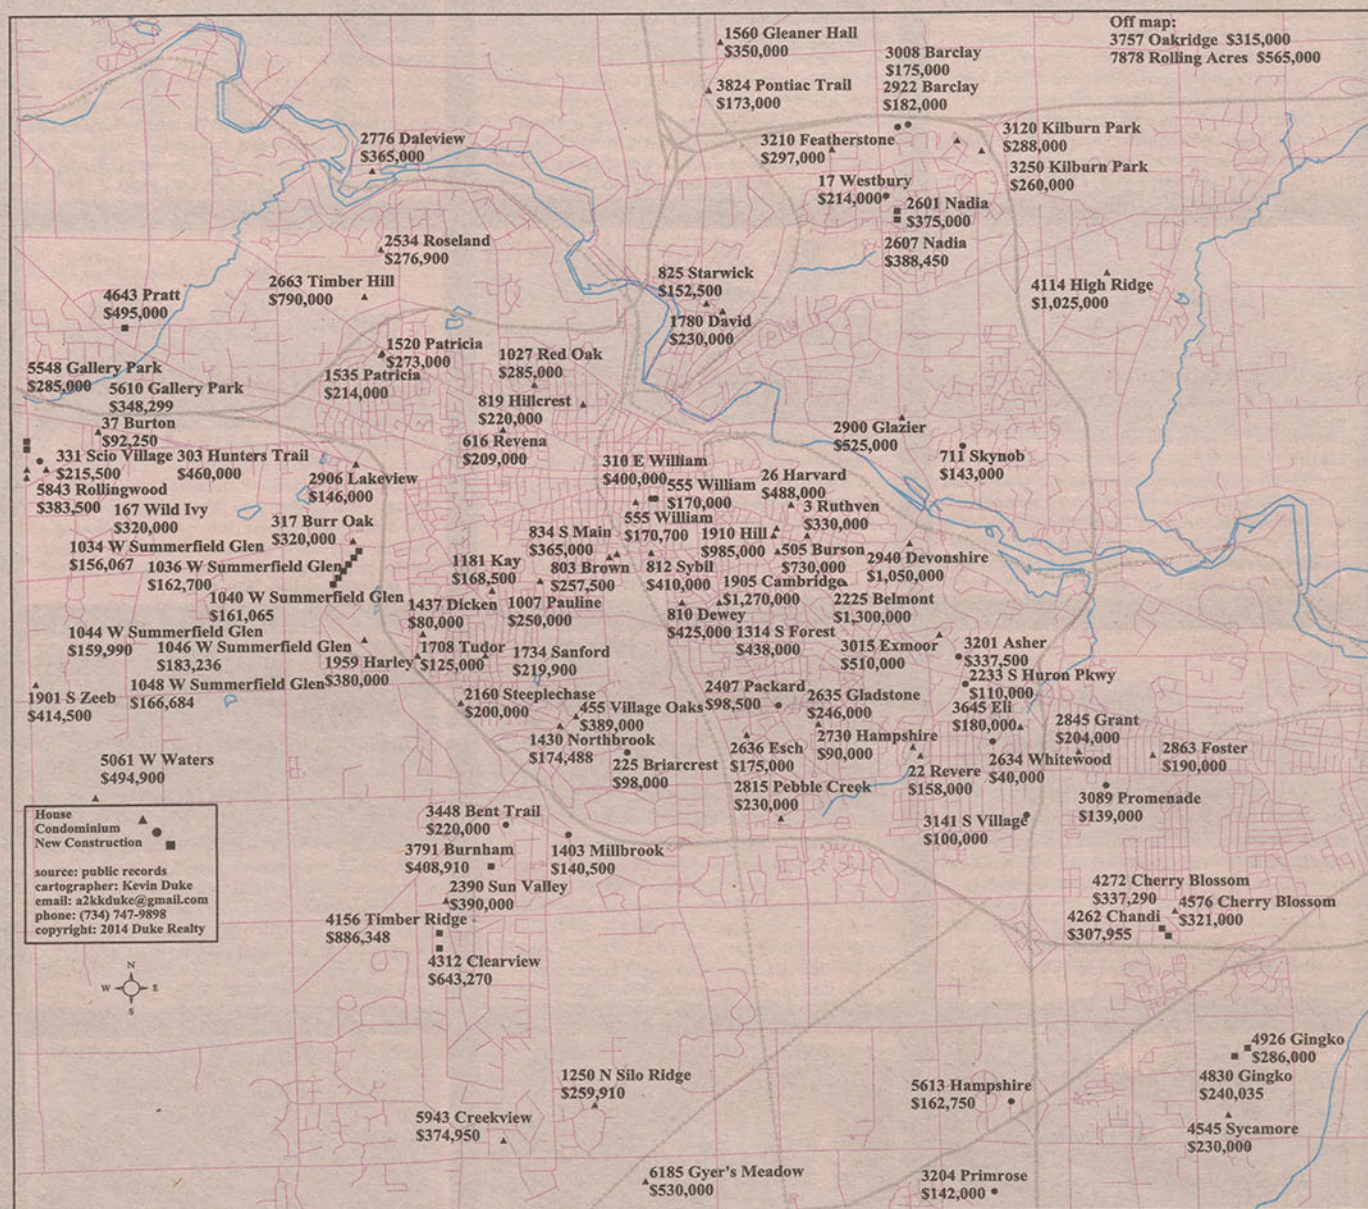 Off map:
3757 Oakridge $315,000
7878 Rolling Acres $565,000
1560 Gleaner Hall
$350,000
3008 Barclay
$175,000
2922 Barclay
$182,000
3824 Pontiac Trail
$173,000
2776 Daleview
$365,000
3210 Featherstone
$297,000
3120 Kilburn Park
$288,000
3250 Kilburn Park
$260,000
17 Westbury
$214,000
2601 Nadia
$375,000
2607 Nadia
$388,450
2534 Roseland
$276,900
2663 Timber Hill
$790,000
825 Starwick
$152,500
4114 High Ridge
$1,025,000
4643 Pratt
$495,000
1780 David
$230,000
1520 Patricia
$273,000
1535 Patricia
$214,000
1027 Red Oak
$285,000
5548 Gallery Park
$285,000
5610 Gallery Park
$348,299
819 Hillcrest
$220,000
37 Burton
$92,250
2900 Glazier
$525,000
616 Revena
$209,000
331 Scio Village
$215,500
303 Hunters Trail
$460,000
711 Skynob
$143,000
310 E William
$400,000
2906 Lakeview
$146,000
26 Harvard
$488,000
555 William
$170,000
5843 Rollingwood
$383,500
3 Ruthven
$330,000
167 Wild Ivy
$320,000
317 Burr Oak
$320,000
555 William
$170,700
834 S Main
$365,000
1910 Hill
$985,000
1034 W Summerfield Glen
$156,067
505 Burson
$730,000
2940 Devonshire
$1,050,000
1181 Kay
$168,500
803 Brown
$257,500
812 Sybil
$410,000
1036 W Summerfield Glen
$162,700
1905 Cambridge
$1,270,000
1040 W Summerfield Glen
$161,065
1437 Dicken
$80,000
1007 Pauline
$250,000
2225 Belmont
$1,300,000
810 Dewey
$425,000
1044 W Summerfield Glen
$159,990
1314 S Forest
$438,000
1046 W Summerfield Glen
$183,236
1708 Tudor
$125,000
1734 Sanford
$219,900
3015 Exmoor
$510,000
3201 Asher
$337,500
1959 Harley
$380,000
2233 S Huron Pkwy
$110,000
1048 W Summerfield Glen
$166,684
1901 S Zeeb
$414,500
2160 Steeplechase
$200,000
2407 Packard
$98,500
2635 Gladstone
$246,000
455 Village Oaks
$389,000
3645 Eli
$180,000
2845 Grant
$204,000
1430 Northbrook
$174,488
2730 Hampshire
$90,000
2636 Esch
$175,000
2863 Foster
$190,000
5061 W Waters
$494,900
2634 Whitewood
$40,000
225 Briarcrest
$98,000
22 Revere
$158,000
2815 Pebble Creek
$230,000
3089 Promenade
$139,000
3448 Bent Trail
$220,000
3141 S Village
$100,000
House
Condominium
New Construction
3791 Burnham
$408,910
1403 Millbrook
$140,500
source: public records
cartographer: Kevin Duke
email: a2kkduke@gmail.com
phone: (734) 747-9898
copyright: 2014 Duke Realty
2390 Sun Valley
$390,000
4272 Cherry Blossom
$337,290
4576 Cherry Blossom
$321,000
4262 Chandi
$307,955
4156 Timber Ridge
$886,348
4312 Clearview
$643,270
N
W E
S
4926 Gingko
$286,000
1250 N Silo Ridge
$259,910
4830 Gingko
$240,035
5613 Hampshire
$162,750
5943 Creekview
$374,950
4545 Sycamore
$230,000
6185 Gyer's Meadow
$530,000
3204 Primrose
$142,000